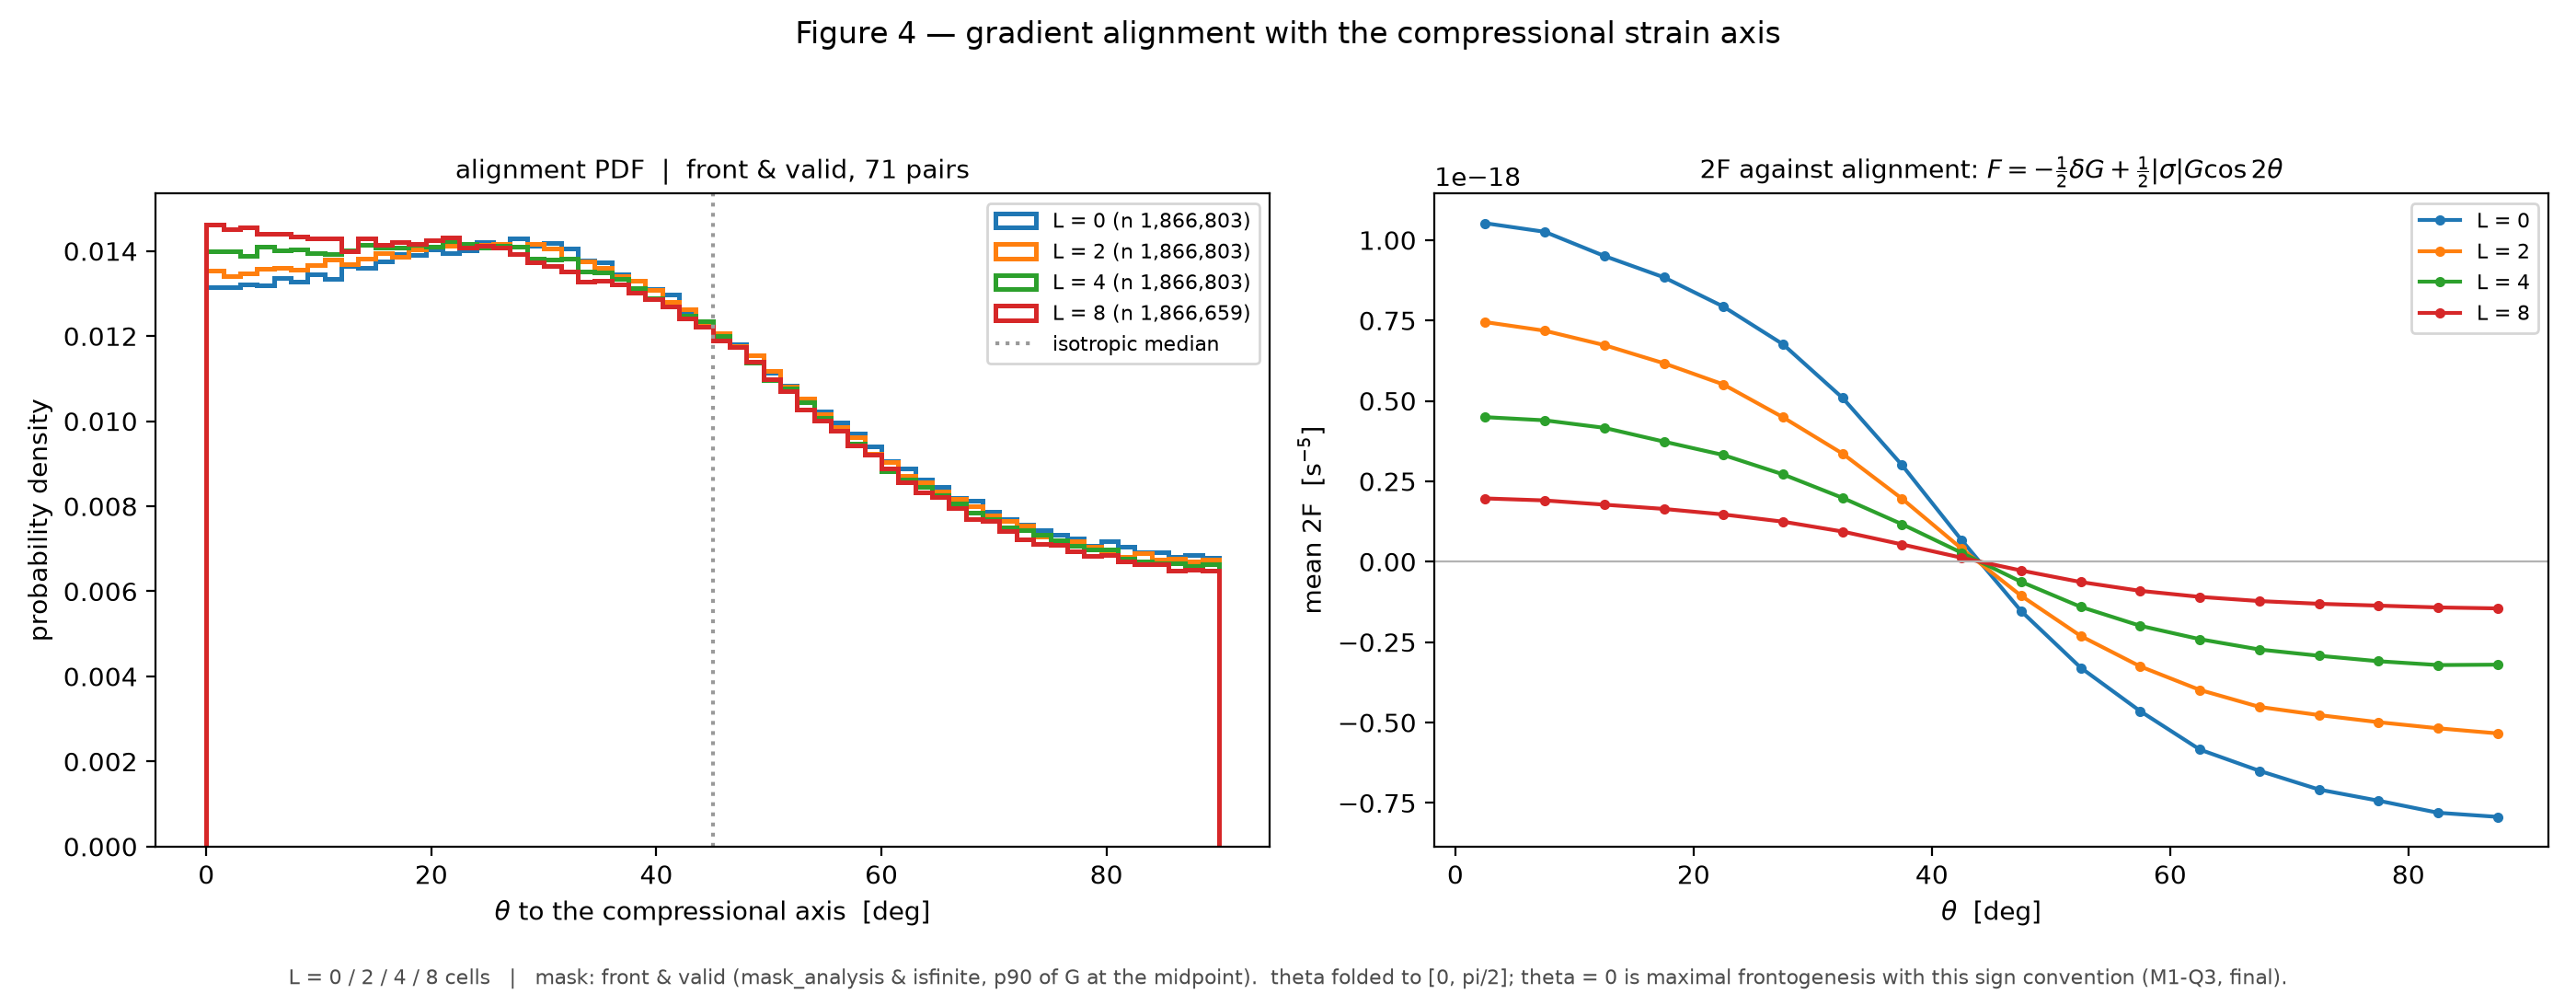 Figure 4 — gradient alignment with the compressional strain axis
alignment PDF | front & valid, 71 pairs
0.014
0.012
0.010
0.008
0.006
0.004
0.002
0.000
probability density
0 20 40 60 80
θ to the compressional axis [deg]
L = 0 (n 1,866,803)
L = 2 (n 1,866,803)
L = 4 (n 1,866,803)
L = 8 (n 1,866,659)
isotropic median
2F against alignment: F = −½δG + ½|σ|G cos 2θ
1e−18
1.00
0.75
0.50
0.25
0.00
−0.25
−0.50
−0.75
mean 2F [s⁻⁵]
0 20 40 60 80
θ [deg]
L = 0
L = 2
L = 4
L = 8
L = 0 / 2 / 4 / 8 cells | mask: front & valid (mask_analysis & isfinite, p90 of G at the midpoint). theta folded to [0, pi/2]; theta = 0 is maximal frontogenesis with this sign convention (M1-Q3, final).